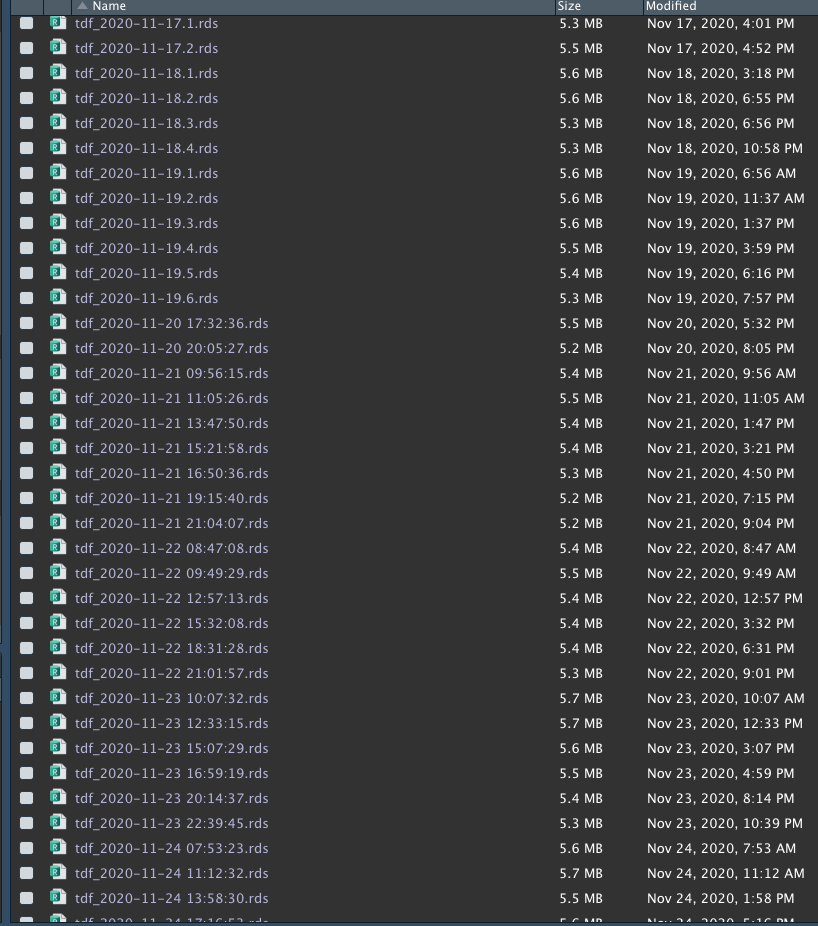 Name Size Modified
tdf_2020-11-17.1.rds 5.3 MB Nov 17, 2020, 4:01 PM
tdf_2020-11-17.2.rds 5.5 MB Nov 17, 2020, 4:52 PM
tdf_2020-11-18.1.rds 5.6 MB Nov 18, 2020, 3:18 PM
tdf_2020-11-18.2.rds 5.6 MB Nov 18, 2020, 6:55 PM
tdf_2020-11-18.3.rds 5.3 MB Nov 18, 2020, 6:56 PM
tdf_2020-11-18.4.rds 5.3 MB Nov 18, 2020, 10:58 PM
tdf_2020-11-19.1.rds 5.6 MB Nov 19, 2020, 6:56 AM
tdf_2020-11-19.2.rds 5.6 MB Nov 19, 2020, 11:37 AM
tdf_2020-11-19.3.rds 5.6 MB Nov 19, 2020, 1:37 PM
tdf_2020-11-19.4.rds 5.5 MB Nov 19, 2020, 3:59 PM
tdf_2020-11-19.5.rds 5.4 MB Nov 19, 2020, 6:16 PM
tdf_2020-11-19.6.rds 5.3 MB Nov 19, 2020, 7:57 PM
tdf_2020-11-20 17:32:36.rds 5.5 MB Nov 20, 2020, 5:32 PM
tdf_2020-11-20 20:05:27.rds 5.2 MB Nov 20, 2020, 8:05 PM
tdf_2020-11-21 09:56:15.rds 5.4 MB Nov 21, 2020, 9:56 AM
tdf_2020-11-21 11:05:26.rds 5.5 MB Nov 21, 2020, 11:05 AM
tdf_2020-11-21 13:47:50.rds 5.4 MB Nov 21, 2020, 1:47 PM
tdf_2020-11-21 15:21:58.rds 5.4 MB Nov 21, 2020, 3:21 PM
tdf_2020-11-21 16:50:36.rds 5.3 MB Nov 21, 2020, 4:50 PM
tdf_2020-11-21 19:15:40.rds 5.2 MB Nov 21, 2020, 7:15 PM
tdf_2020-11-21 21:04:07.rds 5.2 MB Nov 21, 2020, 9:04 PM
tdf_2020-11-22 08:47:08.rds 5.4 MB Nov 22, 2020, 8:47 AM
tdf_2020-11-22 09:49:29.rds 5.5 MB Nov 22, 2020, 9:49 AM
tdf_2020-11-22 12:57:13.rds 5.4 MB Nov 22, 2020, 12:57 PM
tdf_2020-11-22 15:32:08.rds 5.4 MB Nov 22, 2020, 3:32 PM
tdf_2020-11-22 18:31:28.rds 5.4 MB Nov 22, 2020, 6:31 PM
tdf_2020-11-22 21:01:57.rds 5.3 MB Nov 22, 2020, 9:01 PM
tdf_2020-11-23 10:07:32.rds 5.7 MB Nov 23, 2020, 10:07 AM
tdf_2020-11-23 12:33:15.rds 5.7 MB Nov 23, 2020, 12:33 PM
tdf_2020-11-23 15:07:29.rds 5.6 MB Nov 23, 2020, 3:07 PM
tdf_2020-11-23 16:59:19.rds 5.5 MB Nov 23, 2020, 4:59 PM
tdf_2020-11-23 20:14:37.rds 5.4 MB Nov 23, 2020, 8:14 PM
tdf_2020-11-23 22:39:45.rds 5.3 MB Nov 23, 2020, 10:39 PM
tdf_2020-11-24 07:53:23.rds 5.6 MB Nov 24, 2020, 7:53 AM
tdf_2020-11-24 11:12:32.rds 5.7 MB Nov 24, 2020, 11:12 AM
tdf_2020-11-24 13:58:30.rds 5.5 MB Nov 24, 2020, 1:58 PM